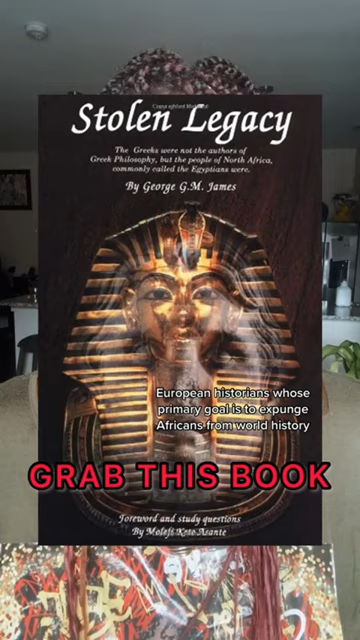 Copyrighted Material
Stolen Legacy
The Greeks were not the authors of
Greek Philosophy, but the people of North Africa,
commonly called the Egyptians were.
By George G.M. James
European historians whose
primary goal is to expunge
Africans from world history
GRAB THIS BOOK
Foreword and study questions
By Molefi Kete Asante